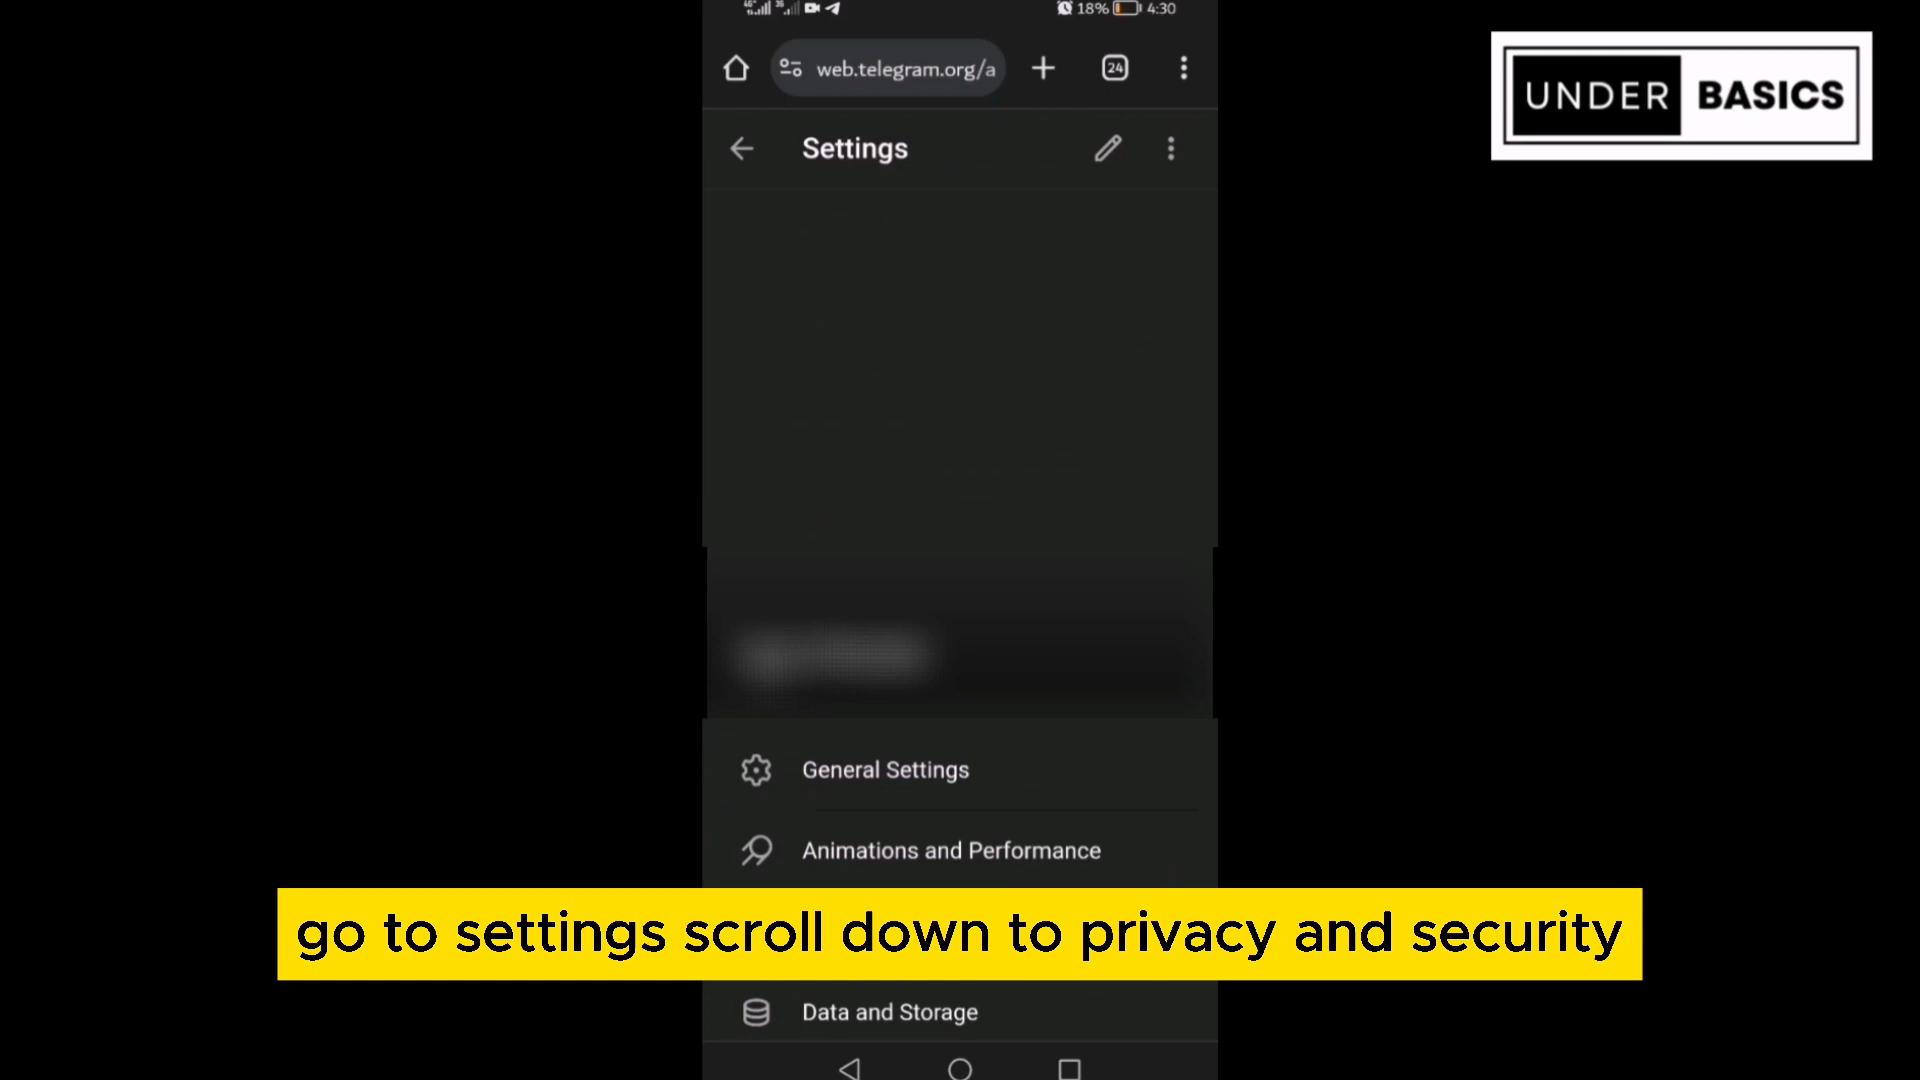 18% 4:30
web.telegram.org/a 24
UNDER BASICS
Settings
General Settings
Animations and Performance
go to settings scroll down to privacy and security
Data and Storage